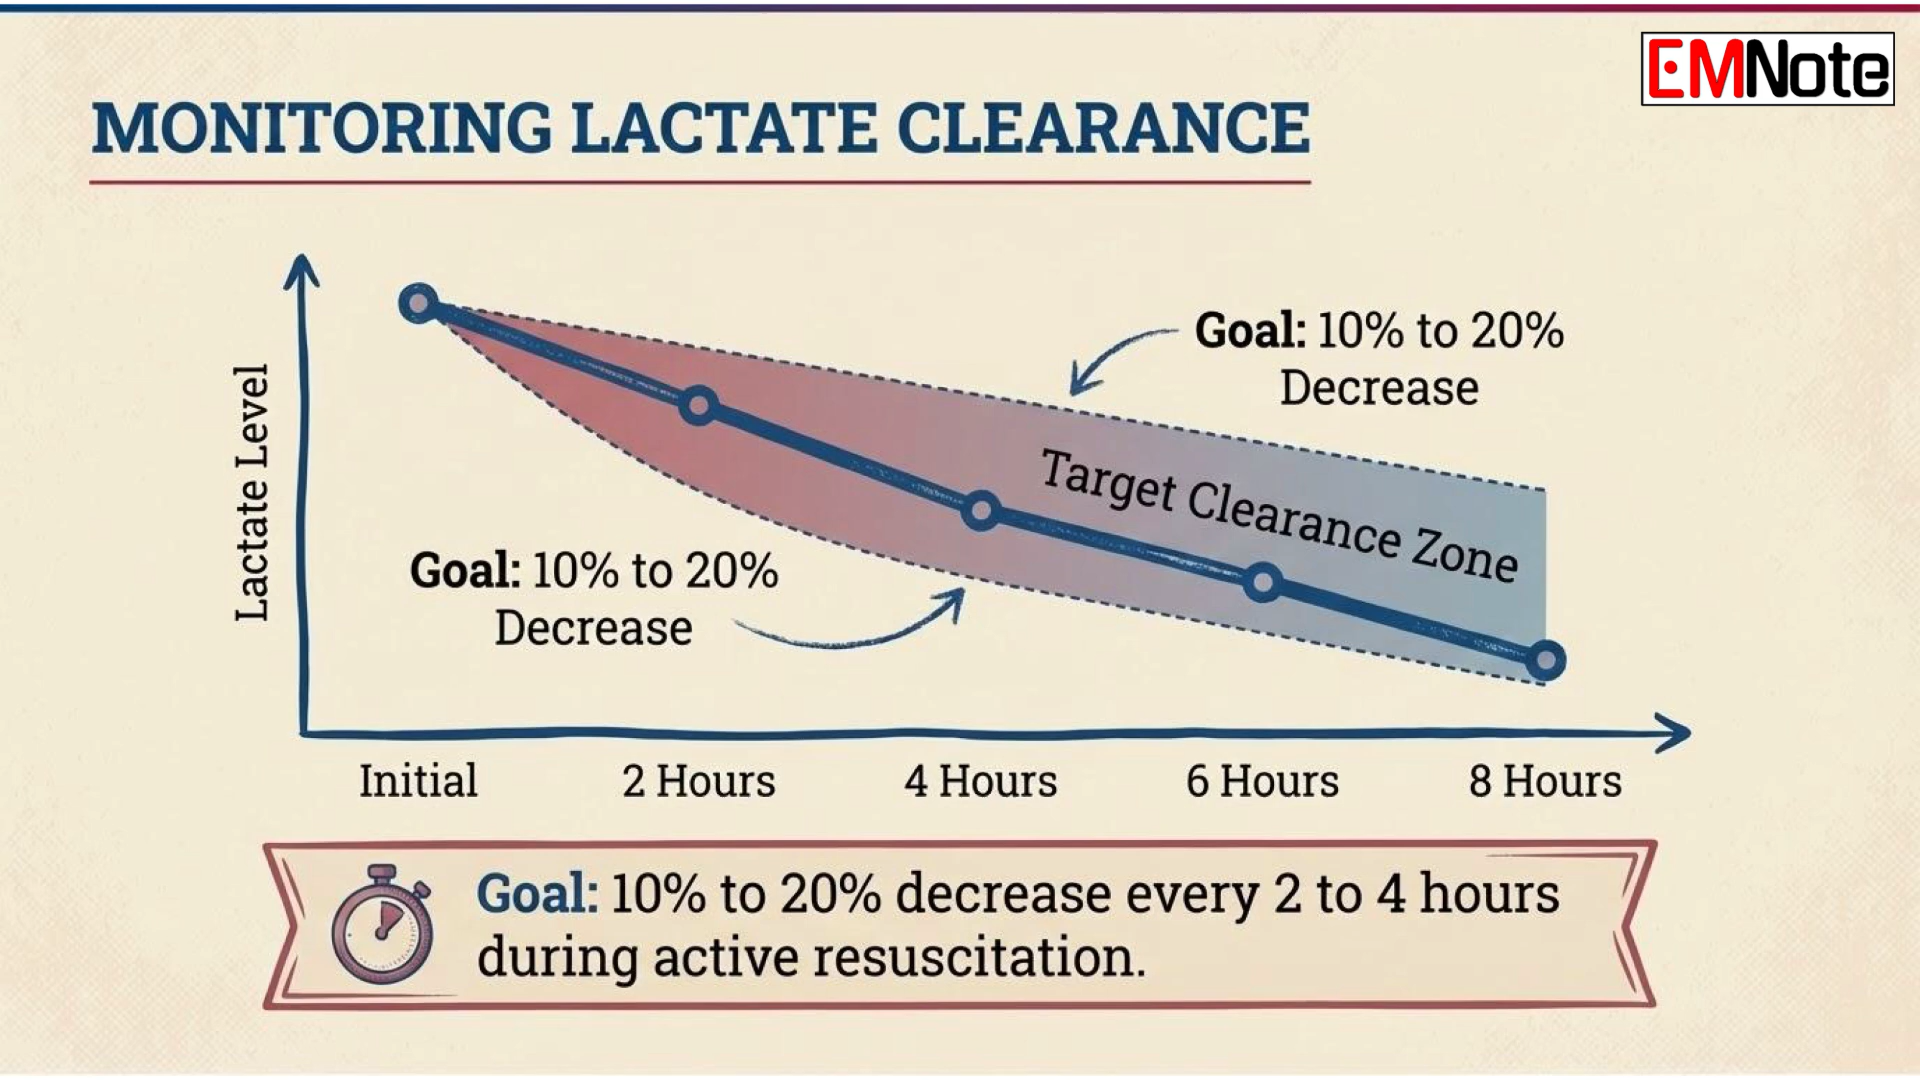 EMNote
MONITORING LACTATE CLEARANCE
Lactate Level
Goal: 10% to 20%
Decrease
Target Clearance Zone
Goal: 10% to 20%
Decrease
Initial
2 Hours
4 Hours
6 Hours
8 Hours
Goal: 10% to 20% decrease every 2 to 4 hours
during active resuscitation.